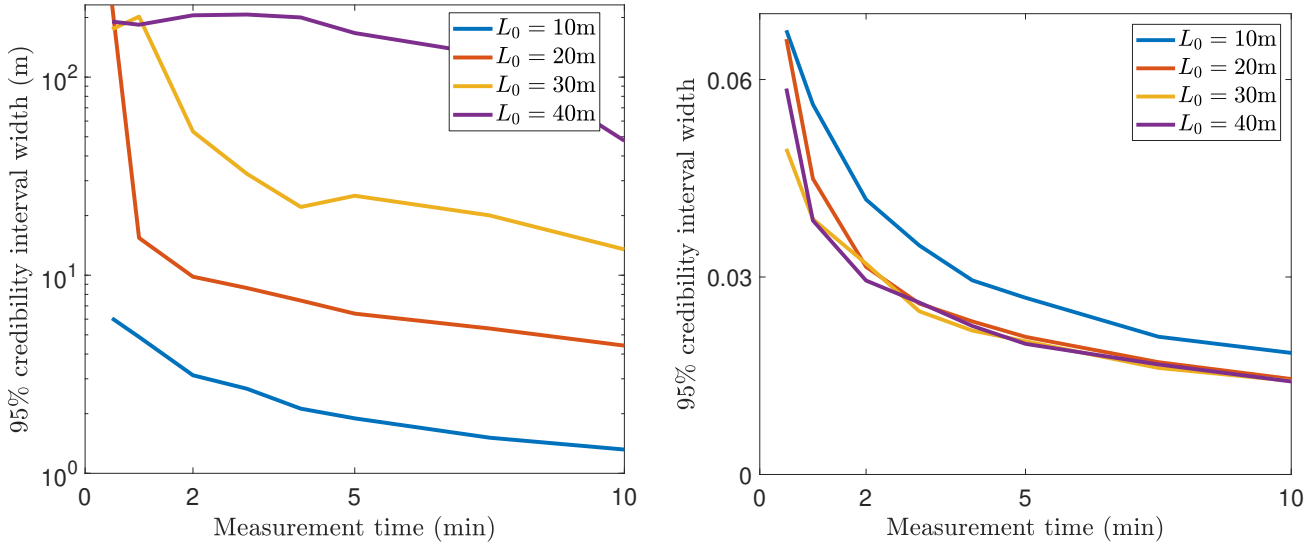 95% credibility interval width (m)
10^2
10^1
10^0
0
2
5
10
Measurement time (min)
L_0 = 10m
L_0 = 20m
L_0 = 30m
L_0 = 40m
95% credibility interval width
0.06
0.03
0
0
2
5
10
Measurement time (min)
L_0 = 10m
L_0 = 20m
L_0 = 30m
L_0 = 40m